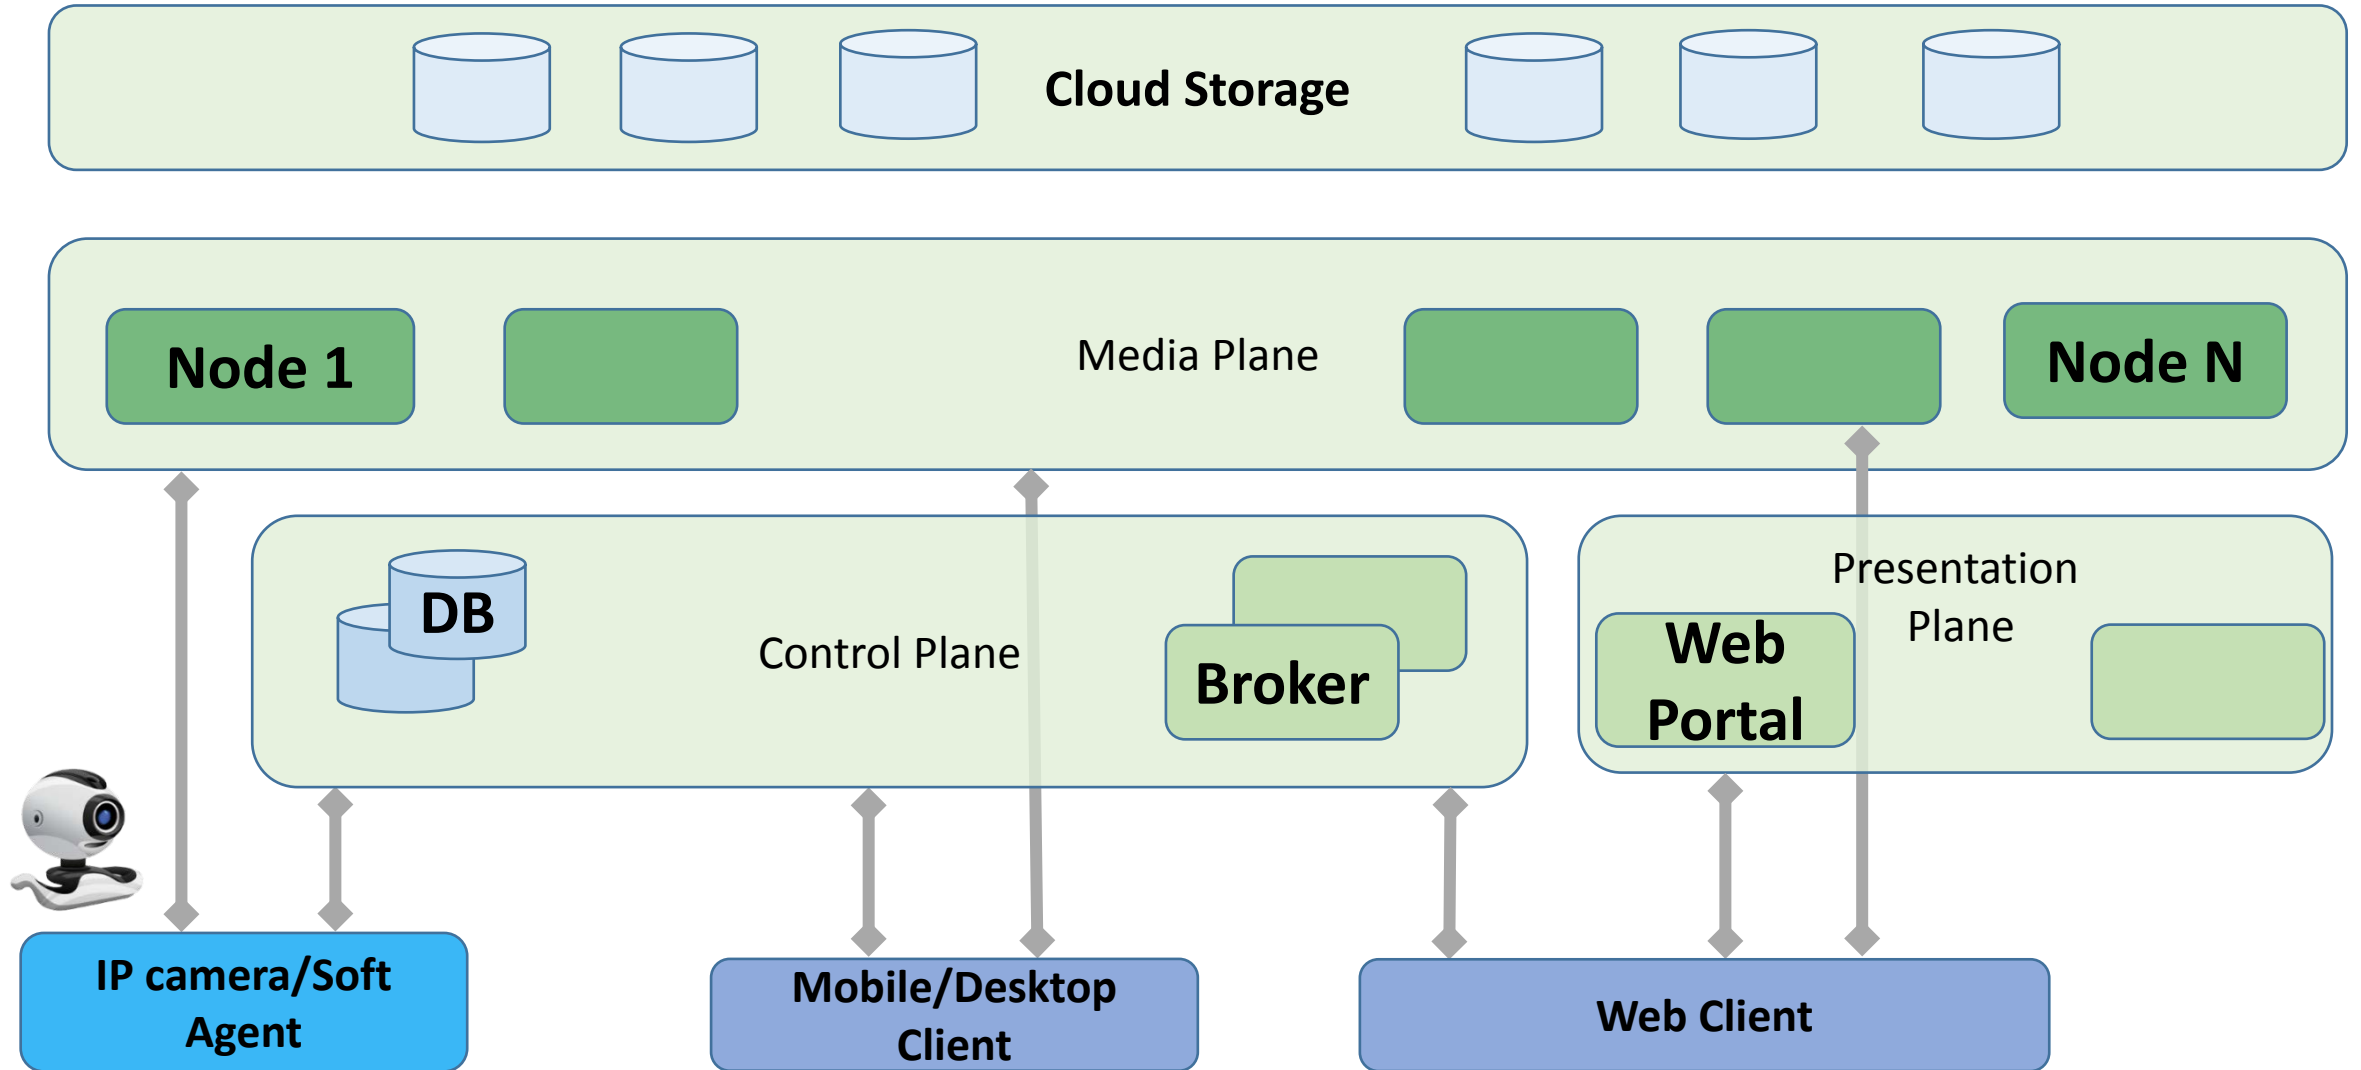 Cloud Storage
Node 1
Media Plane
Node N
DB
Control Plane
Broker
Presentation
Plane
Web
Portal
IP camera/Soft
Agent
Mobile/Desktop
Client
Web Client